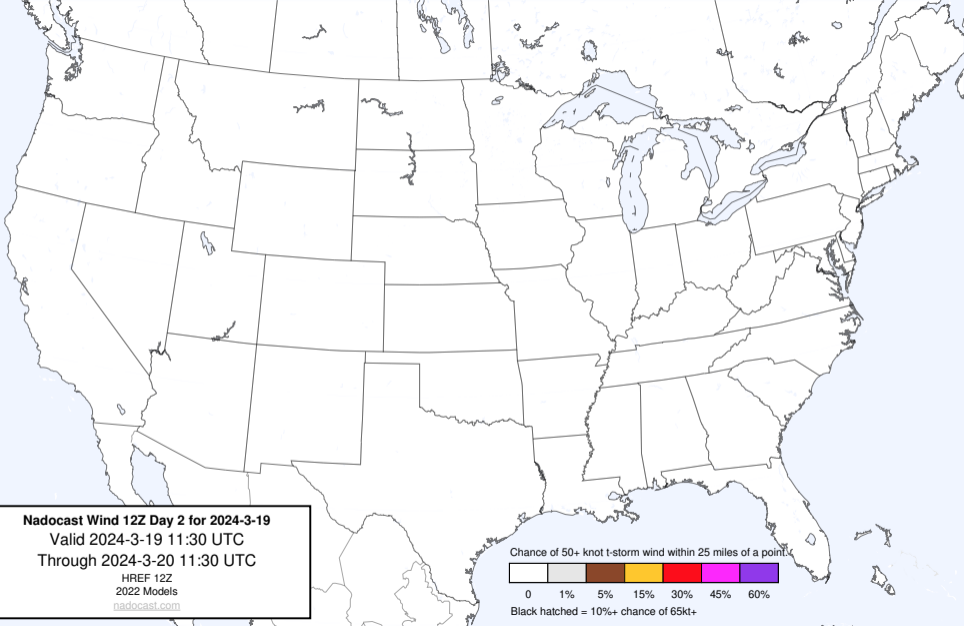 Nadocast Wind 12Z Day 2 for 2024-3-19
Valid 2024-3-19 11:30 UTC
Through 2024-3-20 11:30 UTC
HREF 12Z
2022 Models
nadocast.com
Chance of 50+ knot t-storm wind within 25 miles of a point.
0 1% 5% 15% 30% 45% 60%
Black hatched = 10%+ chance of 65kt+